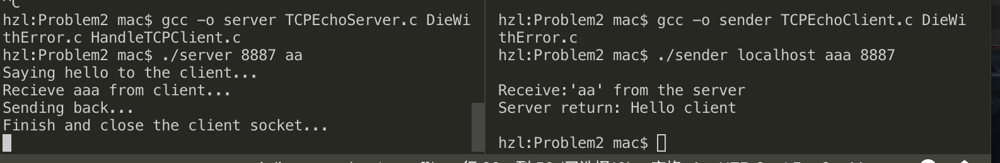 ^C
hzl:Problem2 mac$ gcc -o server TCPEchoServer.c DieWi
thError.c HandleTCPClient.c
hzl:Problem2 mac$ ./server 8887 aa
Saying hello to the client...
Recieve aaa from client...
Sending back...
Finish and close the client socket...
hzl:Problem2 mac$ gcc -o sender TCPEchoClient.c DieWi
thError.c
hzl:Problem2 mac$ ./sender localhost aaa 8887
Receive:'aa' from the server
Server return: Hello client
hzl:Problem2 mac$